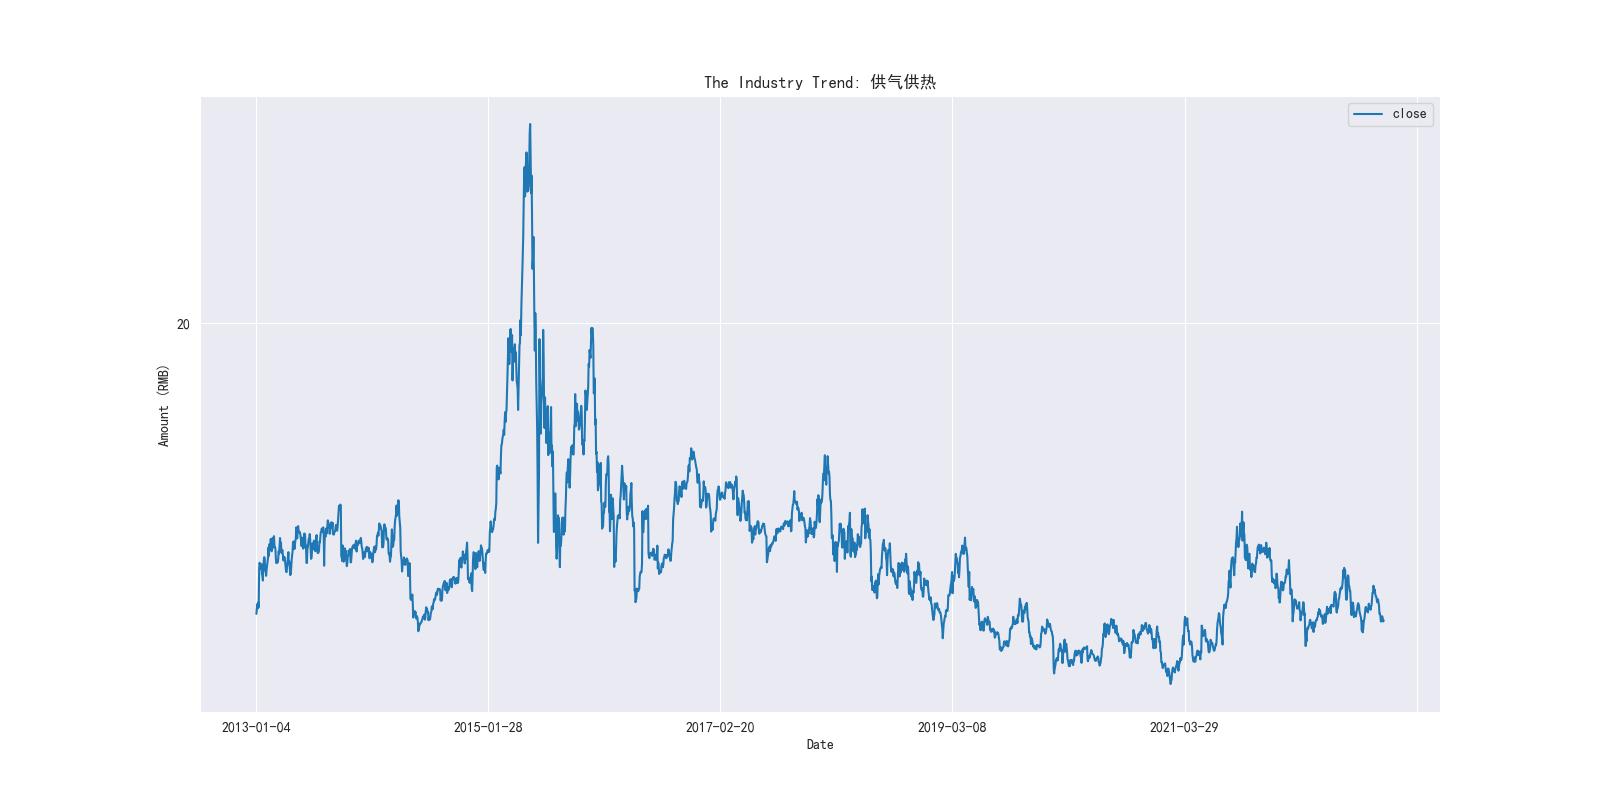 The Industry Trend: 供气供热
close
20
Amount (RMB)
2013-01-04 2015-01-28 2017-02-20 2019-03-08 2021-03-29
Date